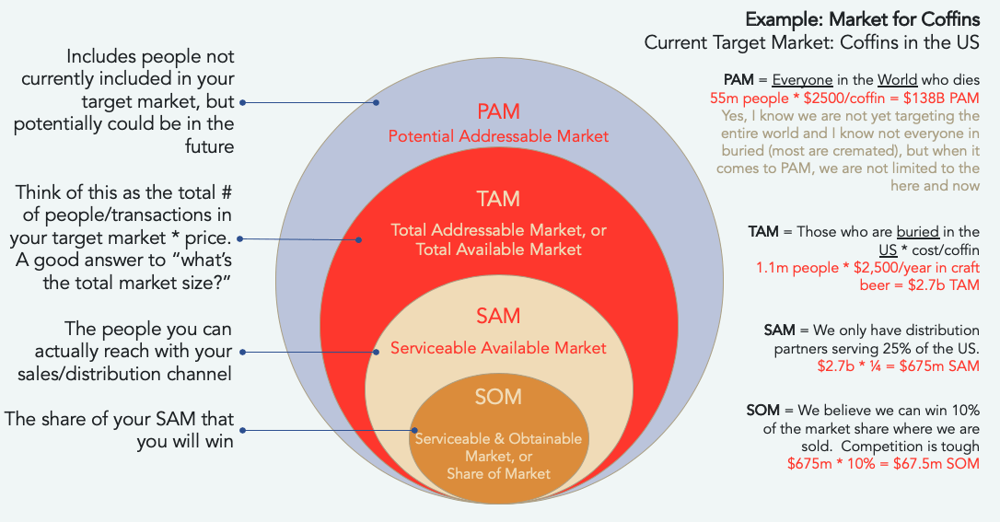 Example: Market for Coffins
Current Target Market: Coffins in the US
Includes people not
currently included in your
target market, but
potentially could be in the
future
Think of this as the total #
of people/transactions in
your target market * price.
A good answer to “what’s
the total market size?”
The people you can
actually reach with your
sales/distribution channel
The share of your SAM that
you will win
PAM
Potential Addressable Market
TAM
Total Addressable Market, or
Total Available Market
SAM
Serviceable Available Market
SOM
Serviceable & Obtainable
Market, or
Share of Market
PAM = Everyone in the World who dies
55m people * $2500/coffin = $138B PAM
Yes, I know we are not yet targeting the
entire world and I know not everyone in
buried (most are cremated), but when it
comes to PAM, we are not limited to the
here and now
TAM = Those who are buried in the
US * cost/coffin
1.1m people * $2,500/year in craft
beer = $2.7b TAM
SAM = We only have distribution
partners serving 25% of the US.
$2.7b * ¼ = $675m SAM
SOM = We believe we can win 10%
of the market share where we are
sold.  Competition is tough
$675m * 10% = $67.5m SOM